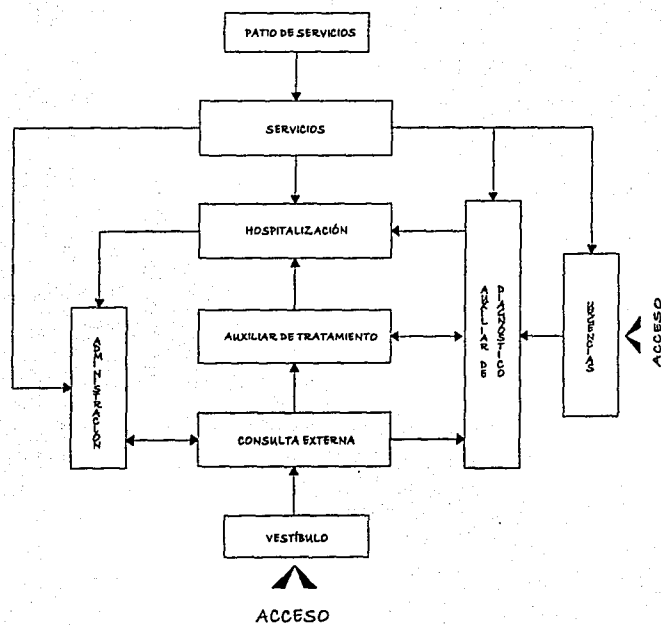 PATIO DE SERVICIOS
SERVICIOS
HOSPITALIZACIÓN
AUXILIAR DE
DIAGNÓSTICO
URGENCIAS
ACCESO
ADMINISTRACIÓN
AUXILIAR DE TRATAMIENTO
CONSULTA EXTERNA
VESTÍBULO
ACCESO